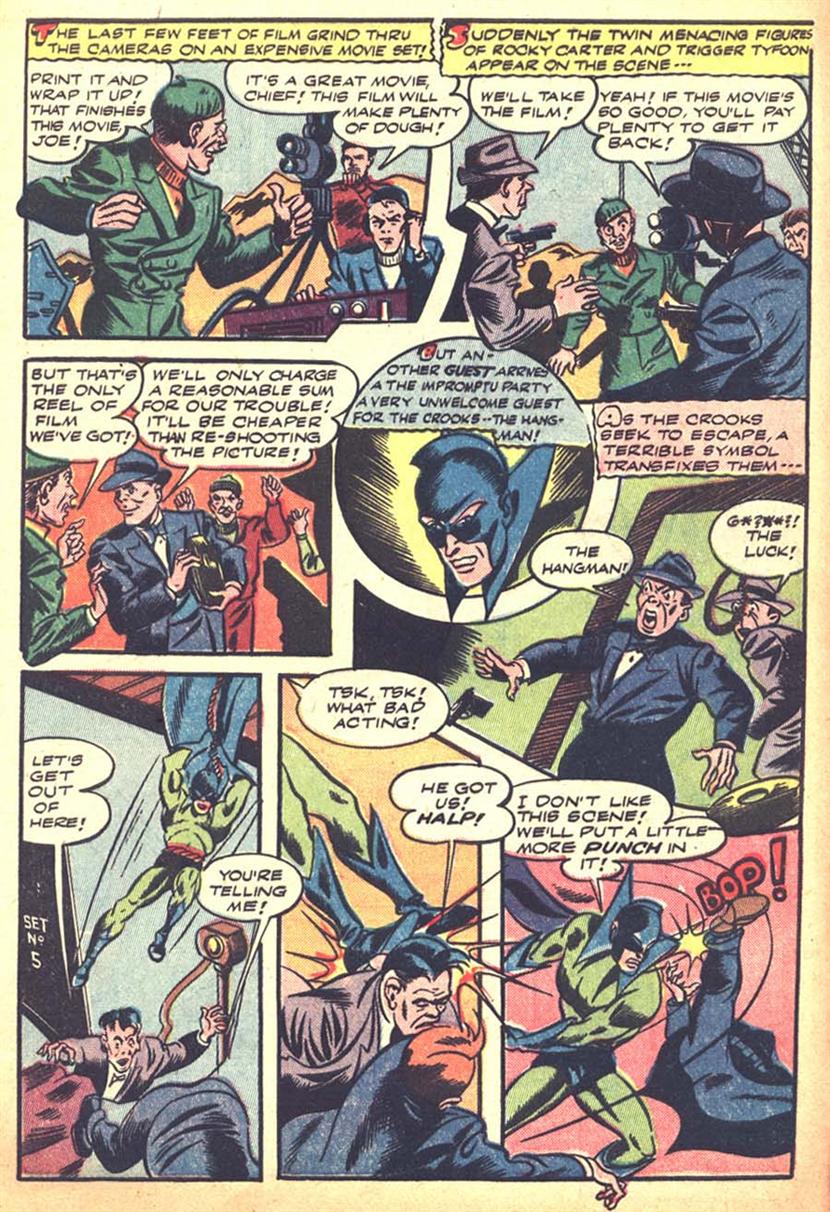 THE LAST FEW FEET OF FILM GRIND THRU
THE CAMERAS ON AN EXPENSIVE MOVIE SET!
PRINT IT AND
WRAP IT UP!
THAT FINISHES
THIS MOVIE,
JOE!
IT'S A GREAT MOVIE,
CHIEF! THIS FILM WILL
MAKE PLENTY
OF DOUGH!
SUDDENLY THE TWIN MENACING FIGURES
OF ROCKY CARTER AND TRIGGER TYFOON
APPEAR ON THE SCENE---
WE'LL TAKE
THE FILM!
YEAH! IF THIS MOVIE'S
SO GOOD, YOU'LL PAY
PLENTY TO GET IT
BACK!
BUT THAT'S
THE ONLY
REEL OF
FILM
WE'VE GOT!
WE'LL ONLY CHARGE
A REASONABLE SUM
FOR OUR TROUBLE!
IT'LL BE CHEAPER
THAN RE-SHOOTING
THE PICTURE!
BUT AN-
OTHER GUEST ARRIVES
A THE IMPROMPTU PARTY
A VERY UNWELCOME GUEST
FOR THE CROOKS--THE HANG-
MAN!
AS THE CROOKS
SEEK TO ESCAPE, A
TERRIBLE SYMBOL
TRANSFIXES THEM---
THE
HANGMAN!
G*?*#*!!
THE
LUCK!
LET'S
GET
OUT
OF
HERE!
YOU'RE
TELLING
ME!
SET
No
5
TSK, TSK!
WHAT BAD
ACTING!
HE GOT
US!
HALP!
I DON'T LIKE
THIS SCENE!
WE'LL PUT A LITTLE
MORE PUNCH IN
IT!
BOP!